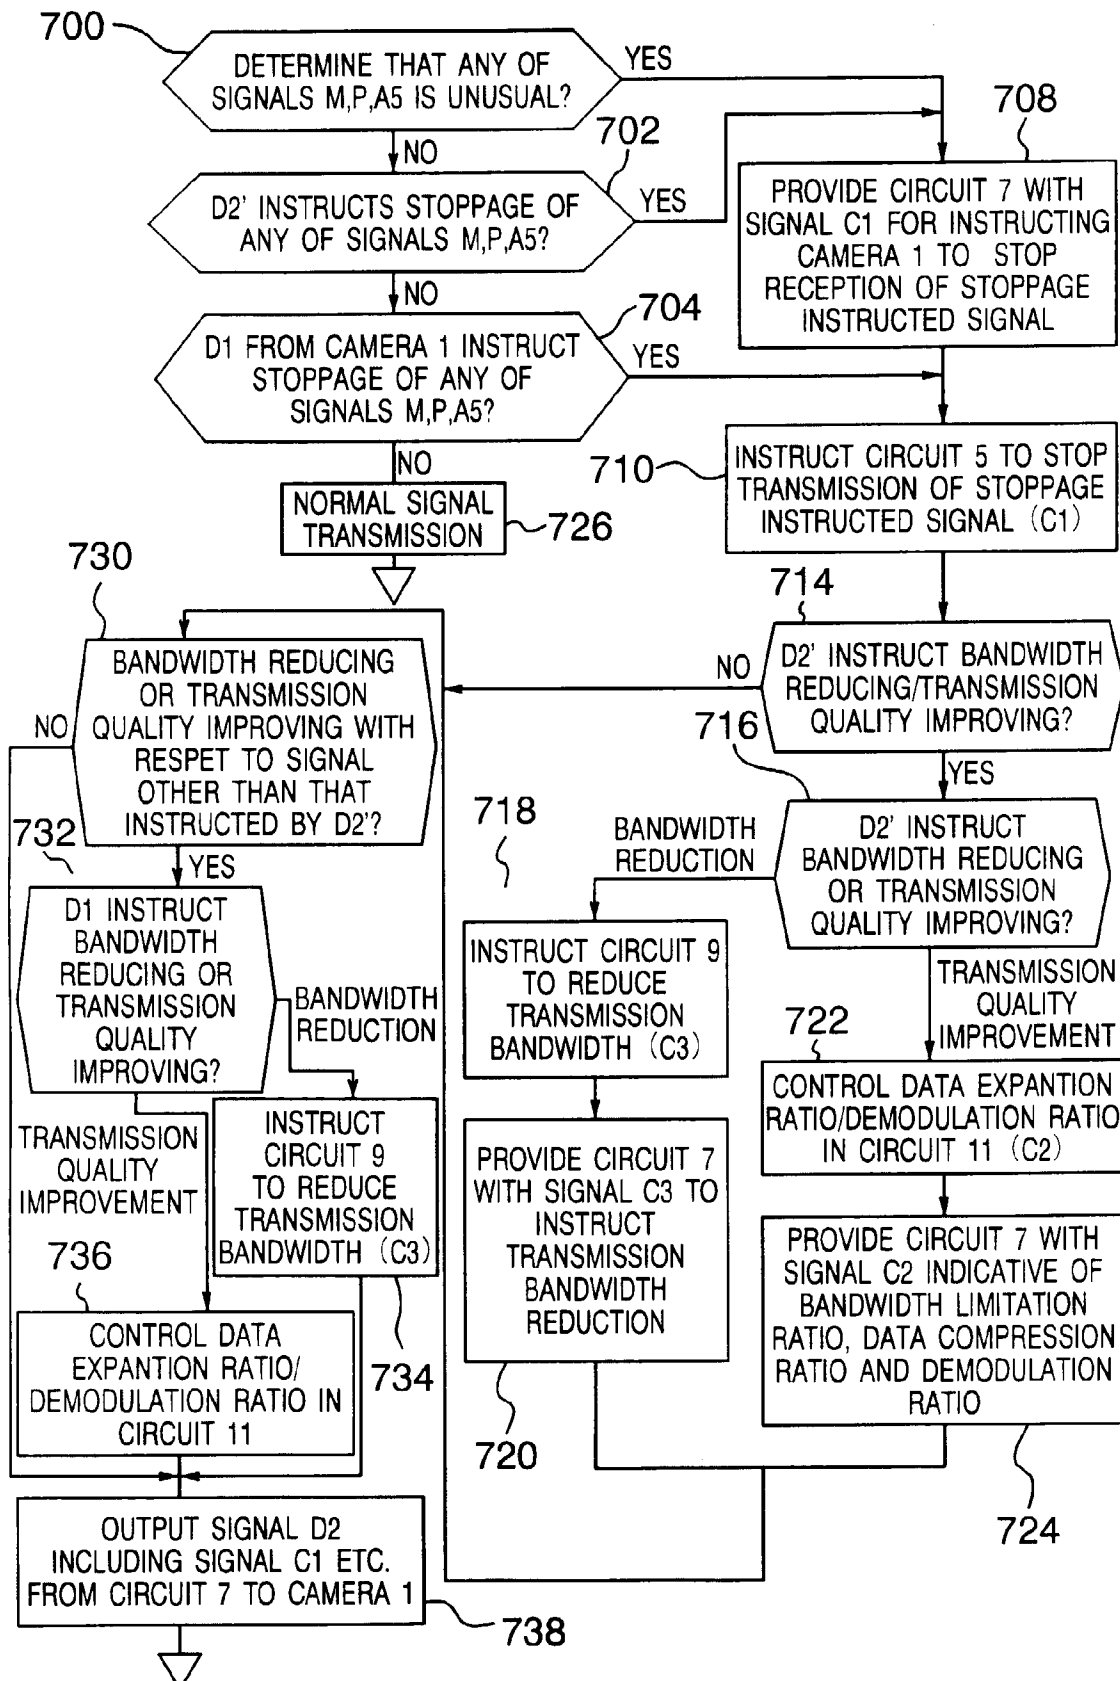 700
DETERMINE THAT ANY OF
SIGNALS M,P,A5 IS UNUSUAL?
YES
NO
702
D2' INSTRUCTS STOPPAGE OF
ANY OF SIGNALS M,P,A5?
YES
NO
704
D1 FROM CAMERA 1 INSTRUCT
STOPPAGE OF ANY OF
SIGNALS M,P,A5?
YES
NO
NORMAL SIGNAL
TRANSMISSION
726
708
PROVIDE CIRCUIT 7 WITH
SIGNAL C1 FOR INSTRUCTING
CAMERA 1 TO STOP
RECEPTION OF STOPPAGE
INSTRUCTED SIGNAL
710
INSTRUCT CIRCUIT 5 TO STOP
TRANSMISSION OF STOPPAGE
INSTRUCTED SIGNAL (C1)
714
D2' INSTRUCT BANDWIDTH
REDUCING/TRANSMISSION
QUALITY IMPROVING?
NO
YES
716
D2' INSTRUCT
BANDWIDTH REDUCING
OR TRANSMISSION
QUALITY IMPROVING?
BANDWIDTH
REDUCTION
TRANSMISSION
QUALITY
IMPROVEMENT
718
INSTRUCT CIRCUIT 9
TO REDUCE
TRANSMISSION
BANDWIDTH (C3)
PROVIDE CIRCUIT 7
WITH SIGNAL C3 TO
INSTRUCT
TRANSMISSION
BANDWIDTH
REDUCTION
720
722
CONTROL DATA EXPANTION
RATIO/DEMODULATION RATIO
IN CIRCUIT 11 (C2)
PROVIDE CIRCUIT 7 WITH
SIGNAL C2 INDICATIVE OF
BANDWIDTH LIMITATION
RATIO, DATA COMPRESSION
RATIO AND DEMODULATION
RATIO
724
730
BANDWIDTH REDUCING
OR TRANSMISSION
QUALITY IMPROVING WITH
RESPET TO SIGNAL
OTHER THAN THAT
INSTRUCTED BY D2'?
NO
YES
732
D1 INSTRUCT
BANDWIDTH
REDUCING OR
TRANSMISSION
QUALITY
IMPROVING?
BANDWIDTH
REDUCTION
TRANSMISSION
QUALITY
IMPROVEMENT
INSTRUCT
CIRCUIT 9
TO REDUCE
TRANSMISSION
BANDWIDTH (C3)
734
736
CONTROL DATA
EXPANTION RATIO/
DEMODULATION RATIO IN
CIRCUIT 11
OUTPUT SIGNAL D2
INCLUDING SIGNAL C1 ETC.
FROM CIRCUIT 7 TO CAMERA 1
738